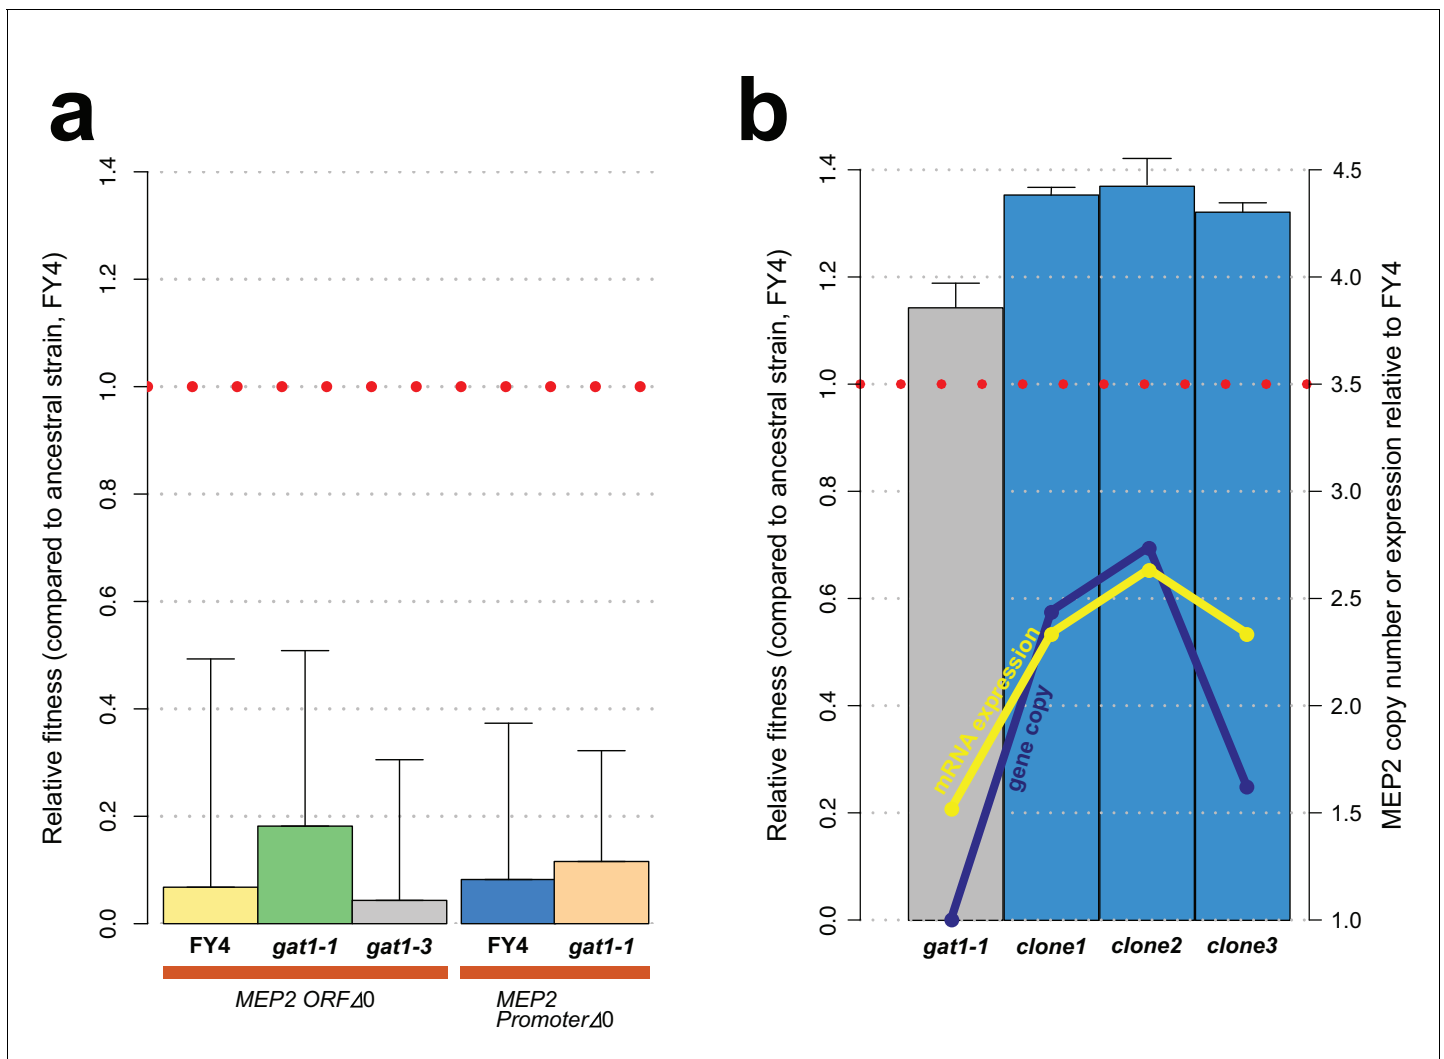 a
Relative fitness (compared to ancestral strain, FY4)
1.4
1.2
1.0
0.8
0.6
0.4
0.2
0.0
FY4
gat1-1
gat1-3
FY4
gat1-1
MEP2 ORFΔ0
MEP2
PromoterΔ0
b
Relative fitness (compared to ancestral strain, FY4)
1.4
1.2
1.0
0.8
0.6
0.4
0.2
0.0
mRNA expression
gene copy
gat1-1
clone1
clone2
clone3
4.5
4.0
3.5
3.0
2.5
2.0
1.5
1.0
MEP2 copy number or expression relative to FY4